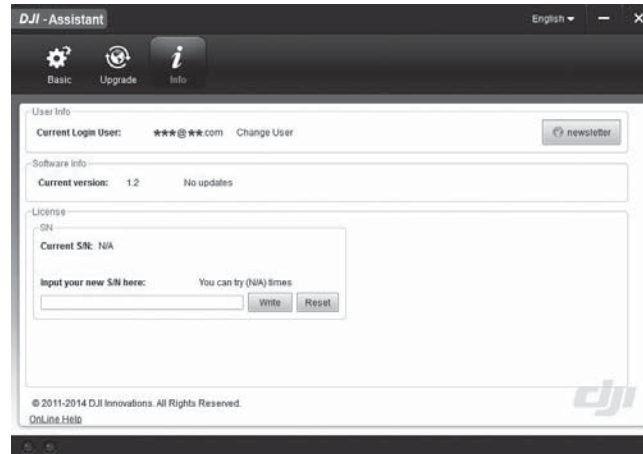 DJI - Assistant English
Basic Upgrade Info
User Info
Current Login User: ★★★@★★.com Change User newsletter
Software Info
Current version: 1.2 No updates
License
SN
Current S/N: N/A
Input your new S/N here: You can try (N/A) times
Write Reset
© 2011-2014 DJI Innovations. All Rights Reserved.
OnLine Help
dji